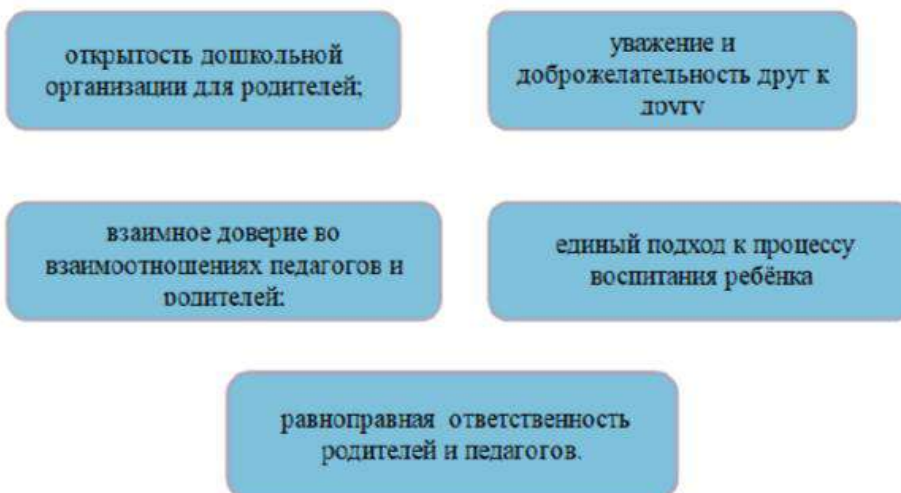 открытость дошкольной
организации для родителей;
уважение и
доброжелательность друг к
другу
взаимное доверие во
взаимоотношениях педагогов и
родителей;
единый подход к процессу
воспитания ребёнка
равноправная ответственность
родителей и педагогов.